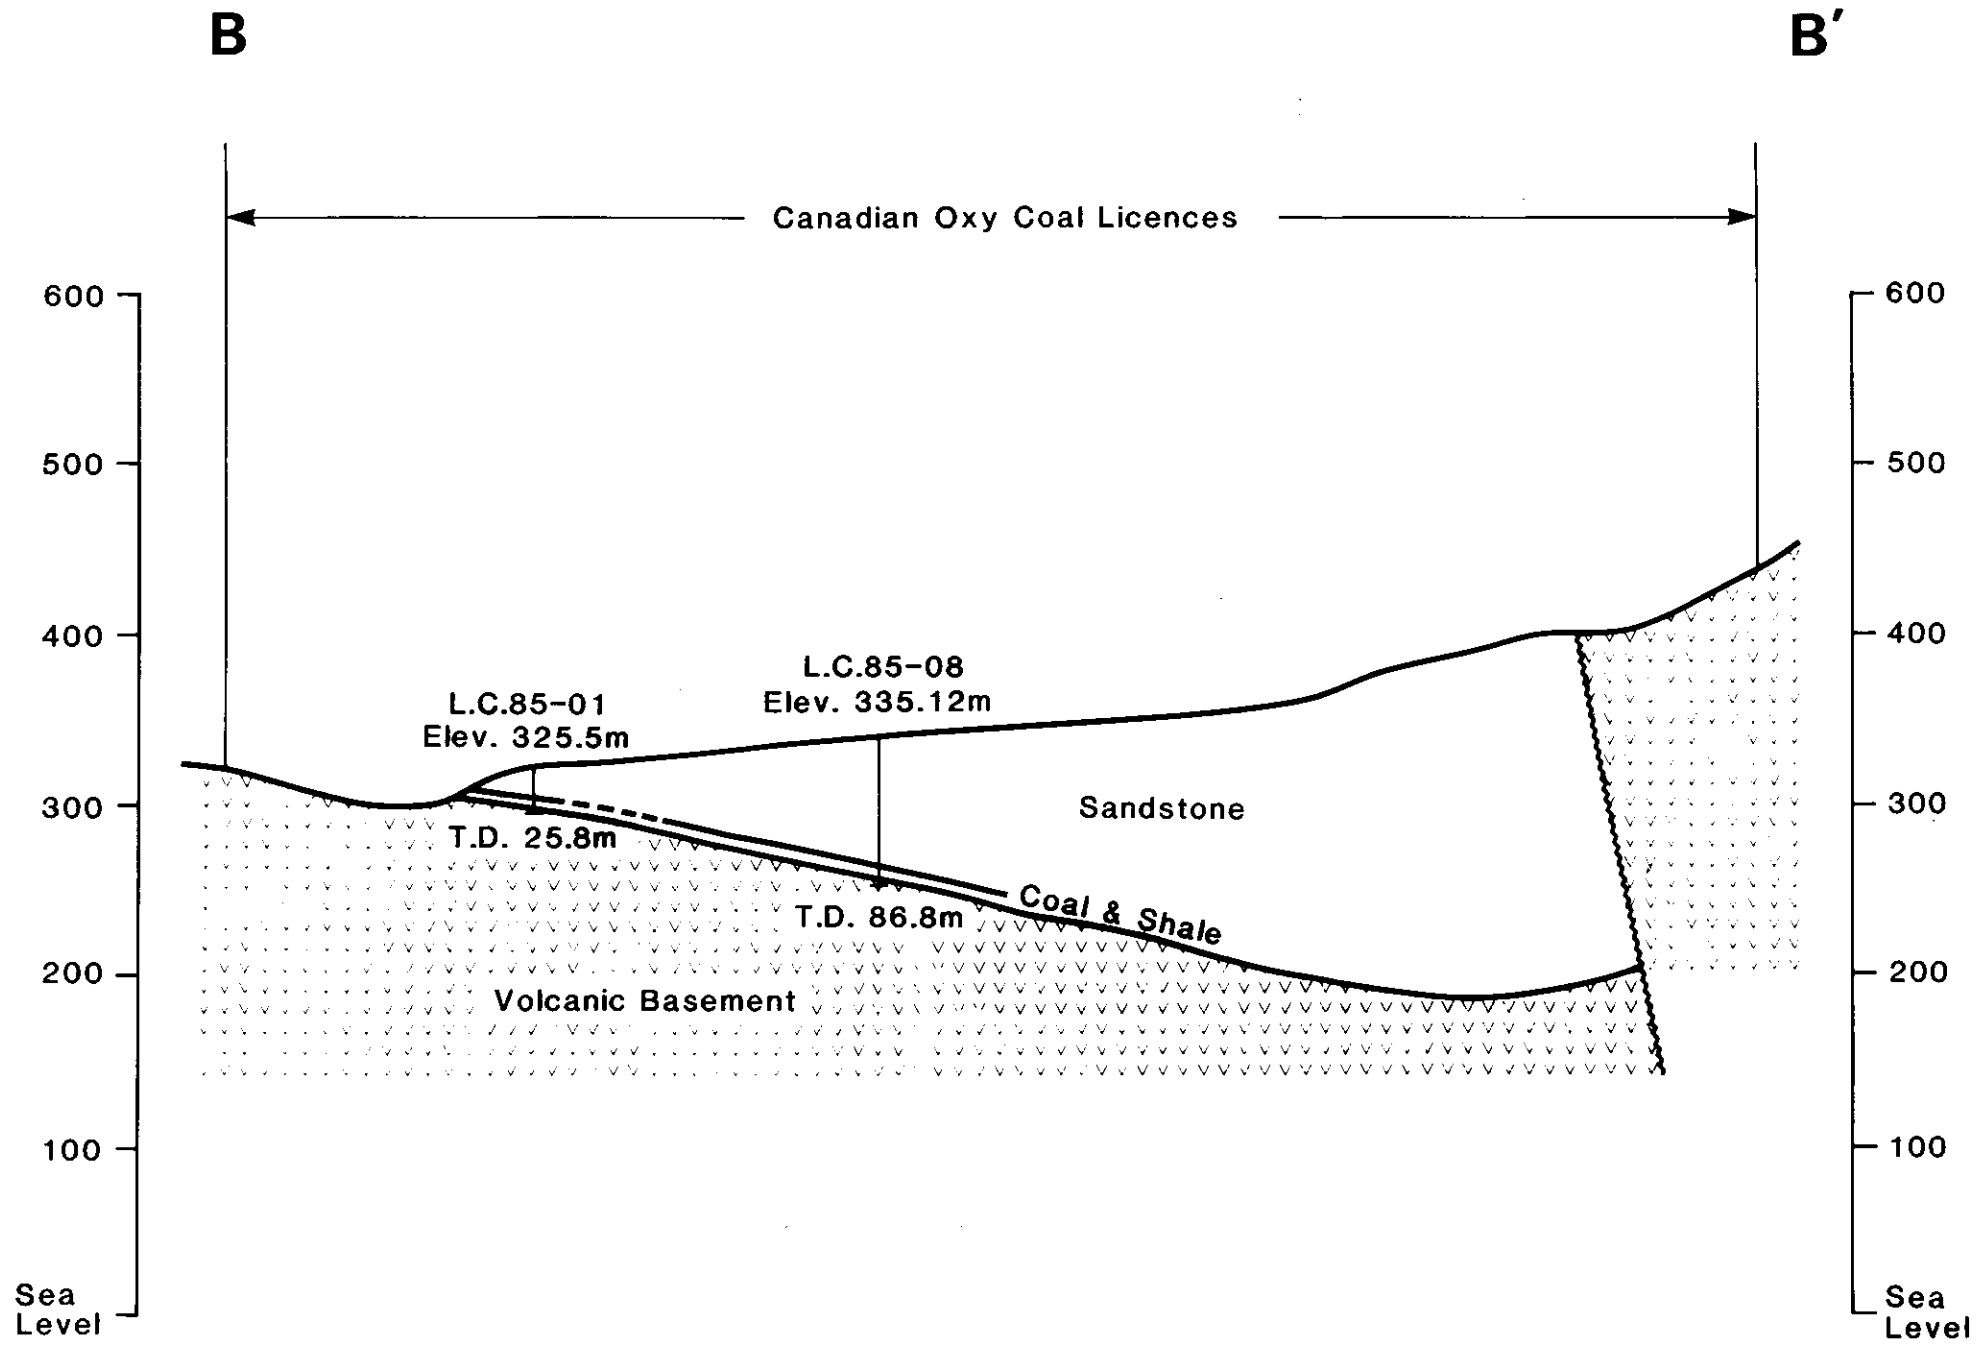 B
B′
Canadian Oxy Coal Licences
600
600
500
500
400
400
L.C.85-08
Elev. 335.12m
L.C.85-01
Elev. 325.5m
300
300
Sandstone
T.D. 25.8m
Coal & Shale
T.D. 86.8m
200
200
Volcanic Basement
100
100
Sea
Level
Sea
Level